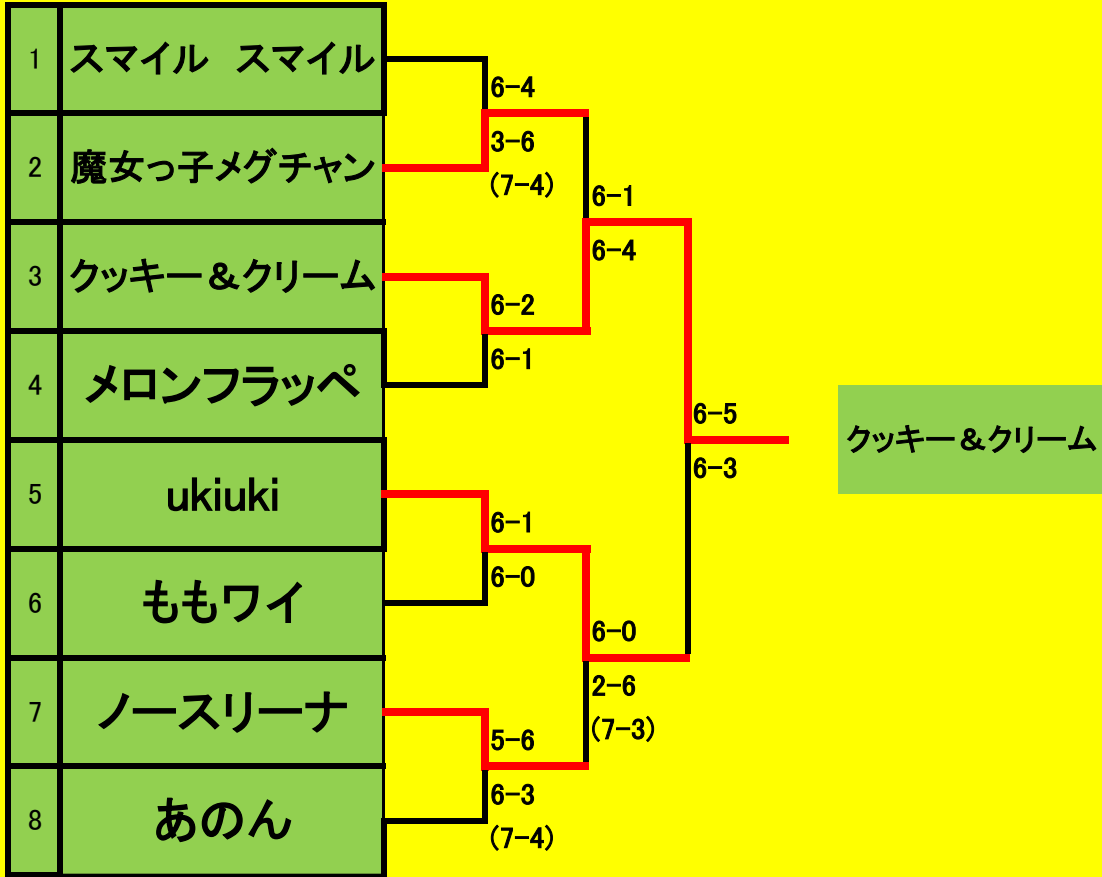 1 スマイル　スマイル
2 魔女っ子メグチャン
3 クッキー＆クリーム
4 メロンフラッペ
5 ukiuki
6 ももワイ
7 ノースリーナ
8 あのん
6-4
3-6
(7-4)
6-2
6-1
6-1
6-0
5-6
6-3
(7-4)
6-1
6-4
6-0
2-6
(7-3)
6-5
6-3
クッキー＆クリーム